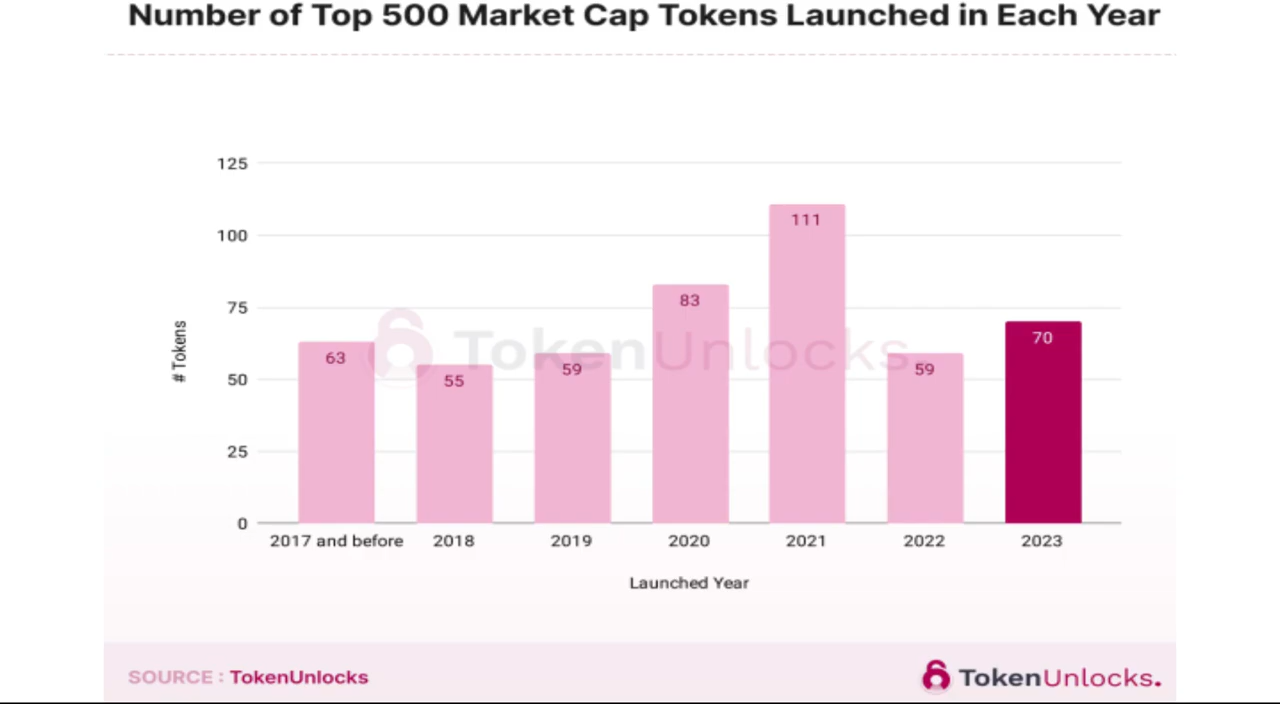 Number of Top 500 Market Cap Tokens Launched in Each Year
125
100
75
50
25
0
# Tokens
63
55
59
83
111
59
70
TokenUnlocks.
2017 and before
2018
2019
2020
2021
2022
2023
Launched Year
SOURCE : TokenUnlocks
TokenUnlocks.